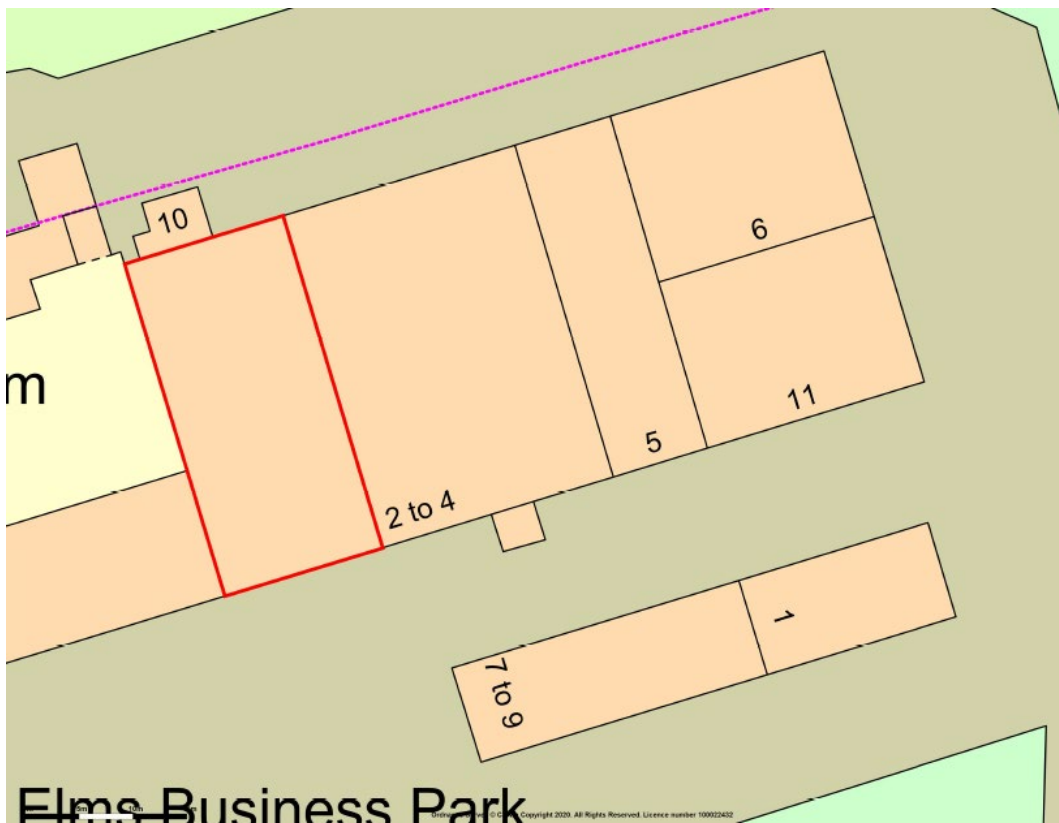 10
6
m
11
5
2 to 4
1
7 to 9
Elms Business Park
10m
Copyright 2020. All Rights Reserved. Licence number 100022432